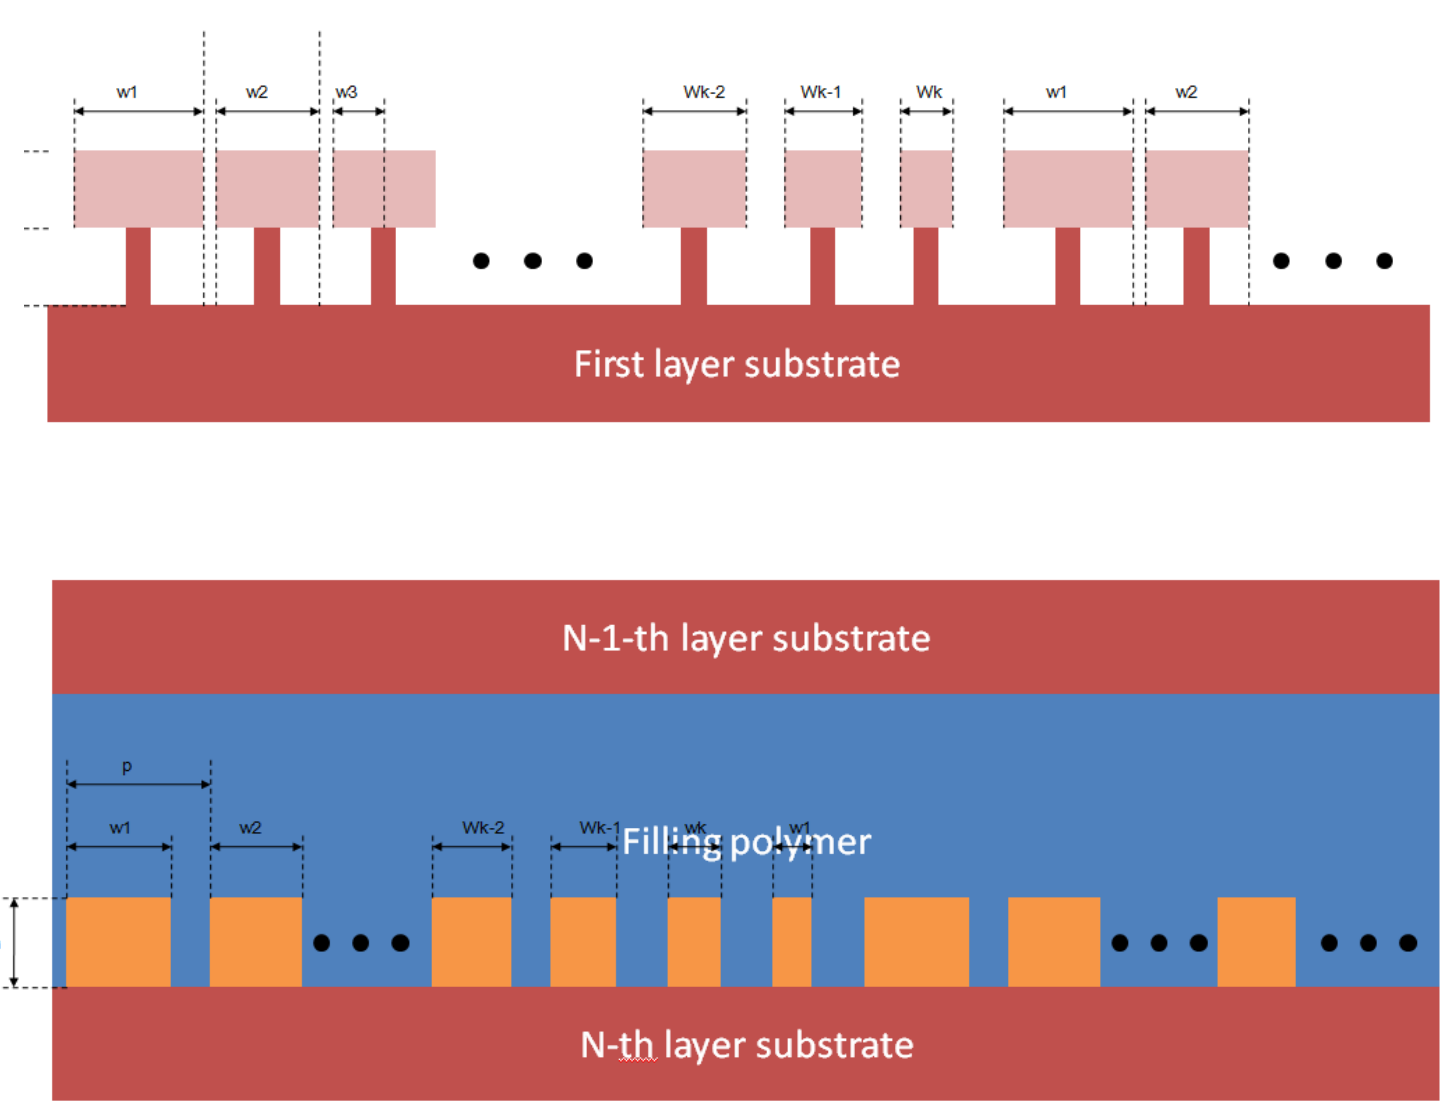 w1 w2 w3 Wk-2 Wk-1 Wk w1 w2
First layer substrate
N-1-th layer substrate
p
w1 w2 Wk-2 Wk-1 wk w1
Filling polymer
N-th layer substrate